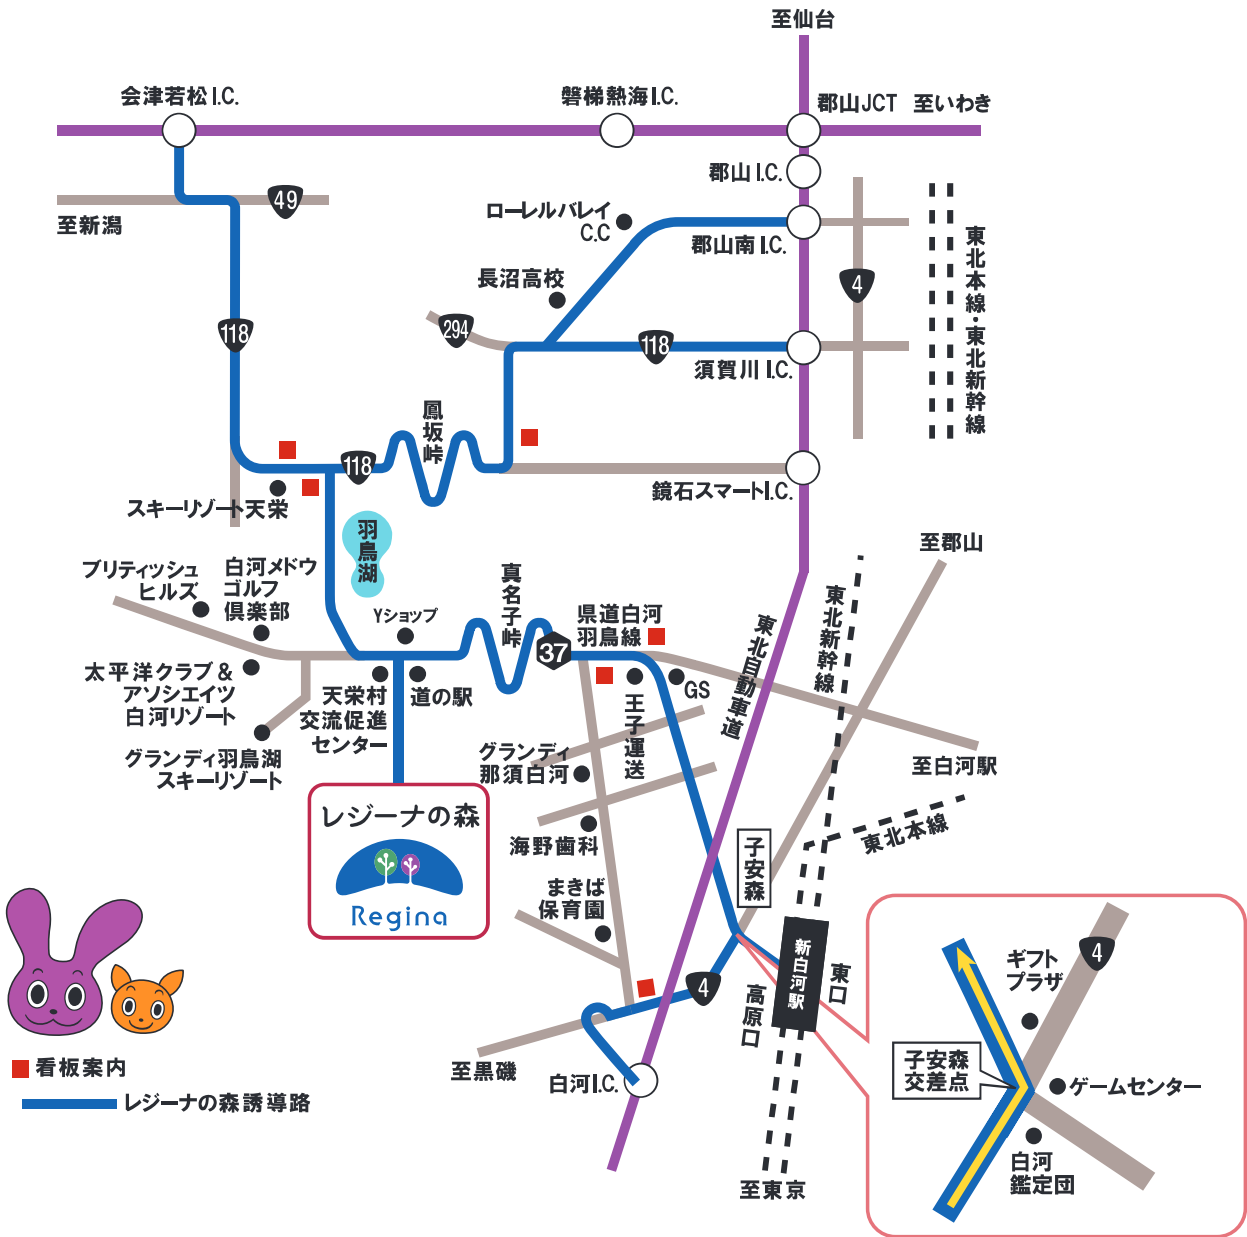 至仙台
会津若松I.C.
磐梯熱海I.C.
郡山JCT
至いわき
郡山I.C.
49
至新潟
ローレルバレイ
C.C
郡山南I.C.
東北本線・東北新幹線
長沼高校
4
294
118
118
須賀川I.C.
鳳坂峠
118
鏡石スマートI.C.
スキーリゾート天栄
羽鳥湖
至郡山
ブリティッシュ
ヒルズ
白河メドウ
ゴルフ
倶楽部
Yショップ
真名子峠
県道白河
羽鳥線
37
東北自動車道
東北新幹線
太平洋クラブ&
アソシエイツ
白河リゾート
天栄村
交流促進
センター
道の駅
王子運送
GS
グランディ羽鳥湖
スキーリゾート
グランディ
那須白河
至白河駅
東北本線
レジーナの森
Regina
海野歯科
子安森
まきば
保育園
新白河駅
東口
高原口
4
至黒磯
白河I.C.
至東京
ギフト
プラザ
4
子安森
交差点
ゲームセンター
白河
鑑定団
看板案内
レジーナの森誘導路